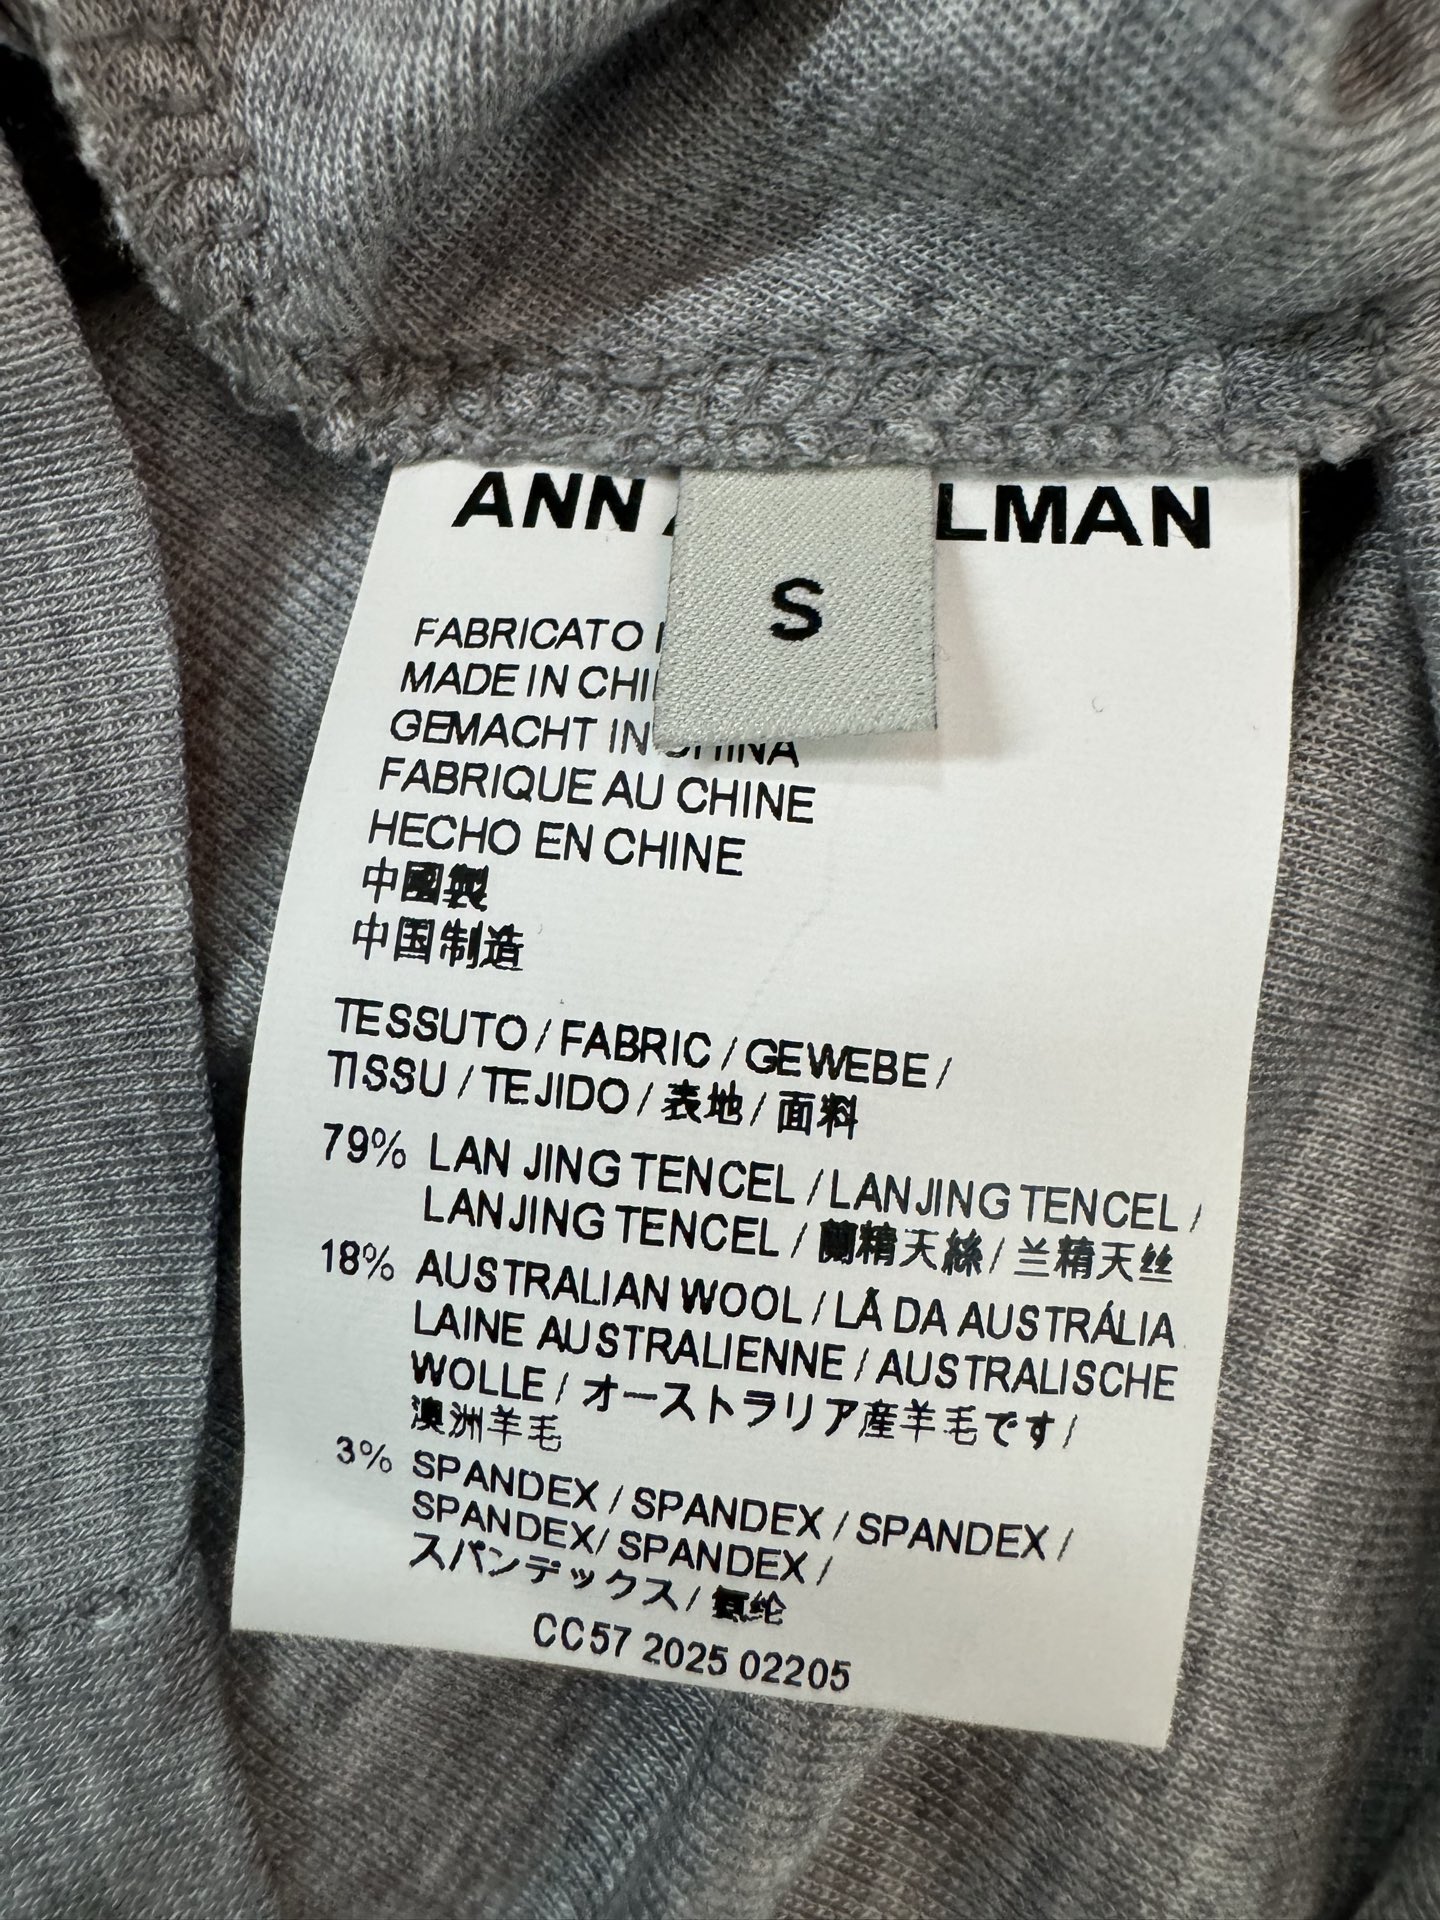 ANN LMAN
S
FABRICATO
MADE IN CHI
GEMACHT IN CHINA
FABRIQUE AU CHINE
HECHO EN CHINE
中國製
中国制造
TESSUTO / FABRIC / GEWEBE /
TISSU / TEJIDO / 表地 / 面料
79% LAN JING TENCEL / LANJING TENCEL /
LANJING TENCEL / 蘭精天絲 / 兰精天丝
18% AUSTRALIAN WOOL / LÃ DA AUSTRÁLIA
LAINE AUSTRALIENNE / AUSTRALISCHE
WOLLE / オーストラリア産羊毛です /
澳洲羊毛
3% SPANDEX / SPANDEX / SPANDEX /
SPANDEX/ SPANDEX /
スパンデックス / 氨纶
CC57 2025 02205